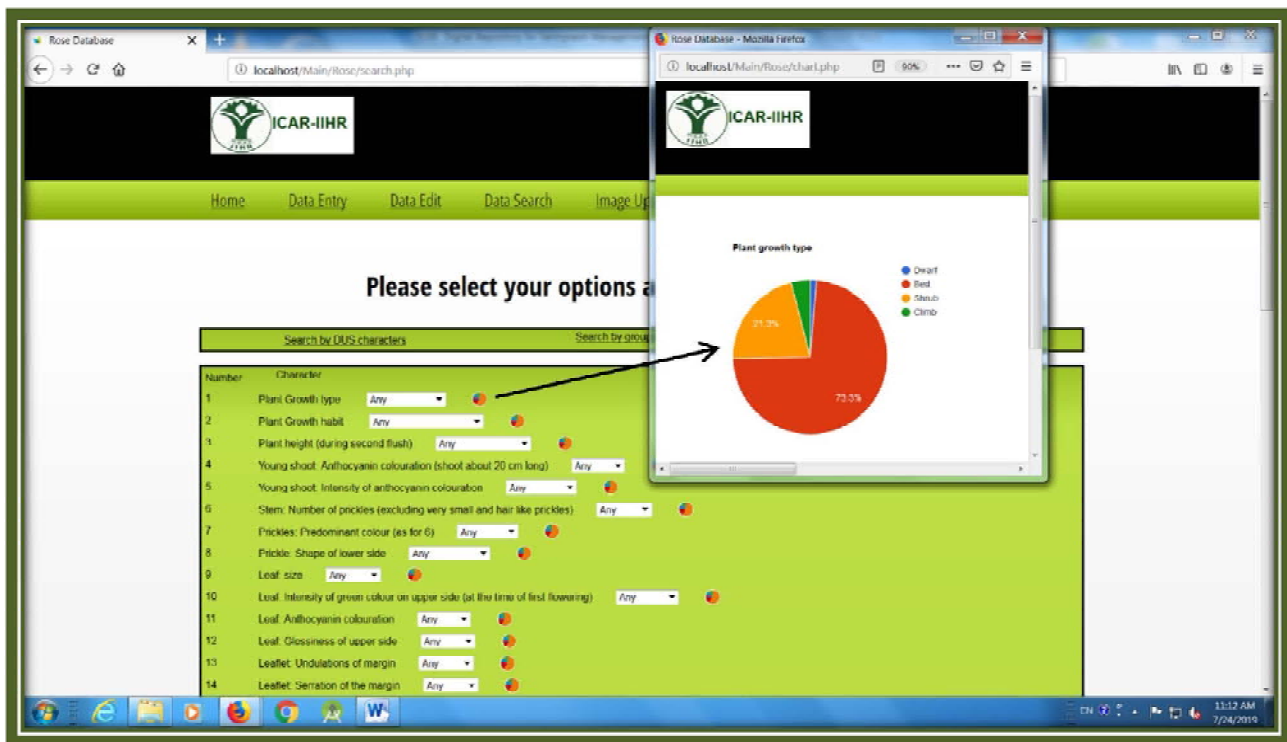 Rose Database
localhost/Main/Rose/search.php
ICAR-IIHR
Home Data Entry Data Edit Data Search Image Up
Please select your options a
Search by DUS characters Search by group
Number Character
1 Plant Growth type Any
2 Plant Growth habit Any
3 Plant height (during second flush) Any
4 Young shoot: Anthocyanin colouration (shoot about 20 cm long) Any
5 Young shoot: Intensity of anthocyanin colouration Any
6 Stem: Number of prickles (excluding very small and hair like prickles) Any
7 Prickles: Predominant colour (as for 6) Any
8 Prickle: Shape of lower side Any
9 Leaf: size Any
10 Leaf: Intensity of green colour on upper side (at the time of first flowering) Any
11 Leaf: Anthocyanin colouration Any
12 Leaf: Glossiness of upper side Any
13 Leaflet: Undulations of margin Any
14 Leaflet: Serration of the margin Any
Rose Database - Mozilla Firefox
localhost/Main/Rose/chart.php 90%
ICAR-IIHR
Plant growth type
Dwarf
Bed
Shrub
Climb
21.3%
73.3%
EN
11:12 AM
7/24/2019